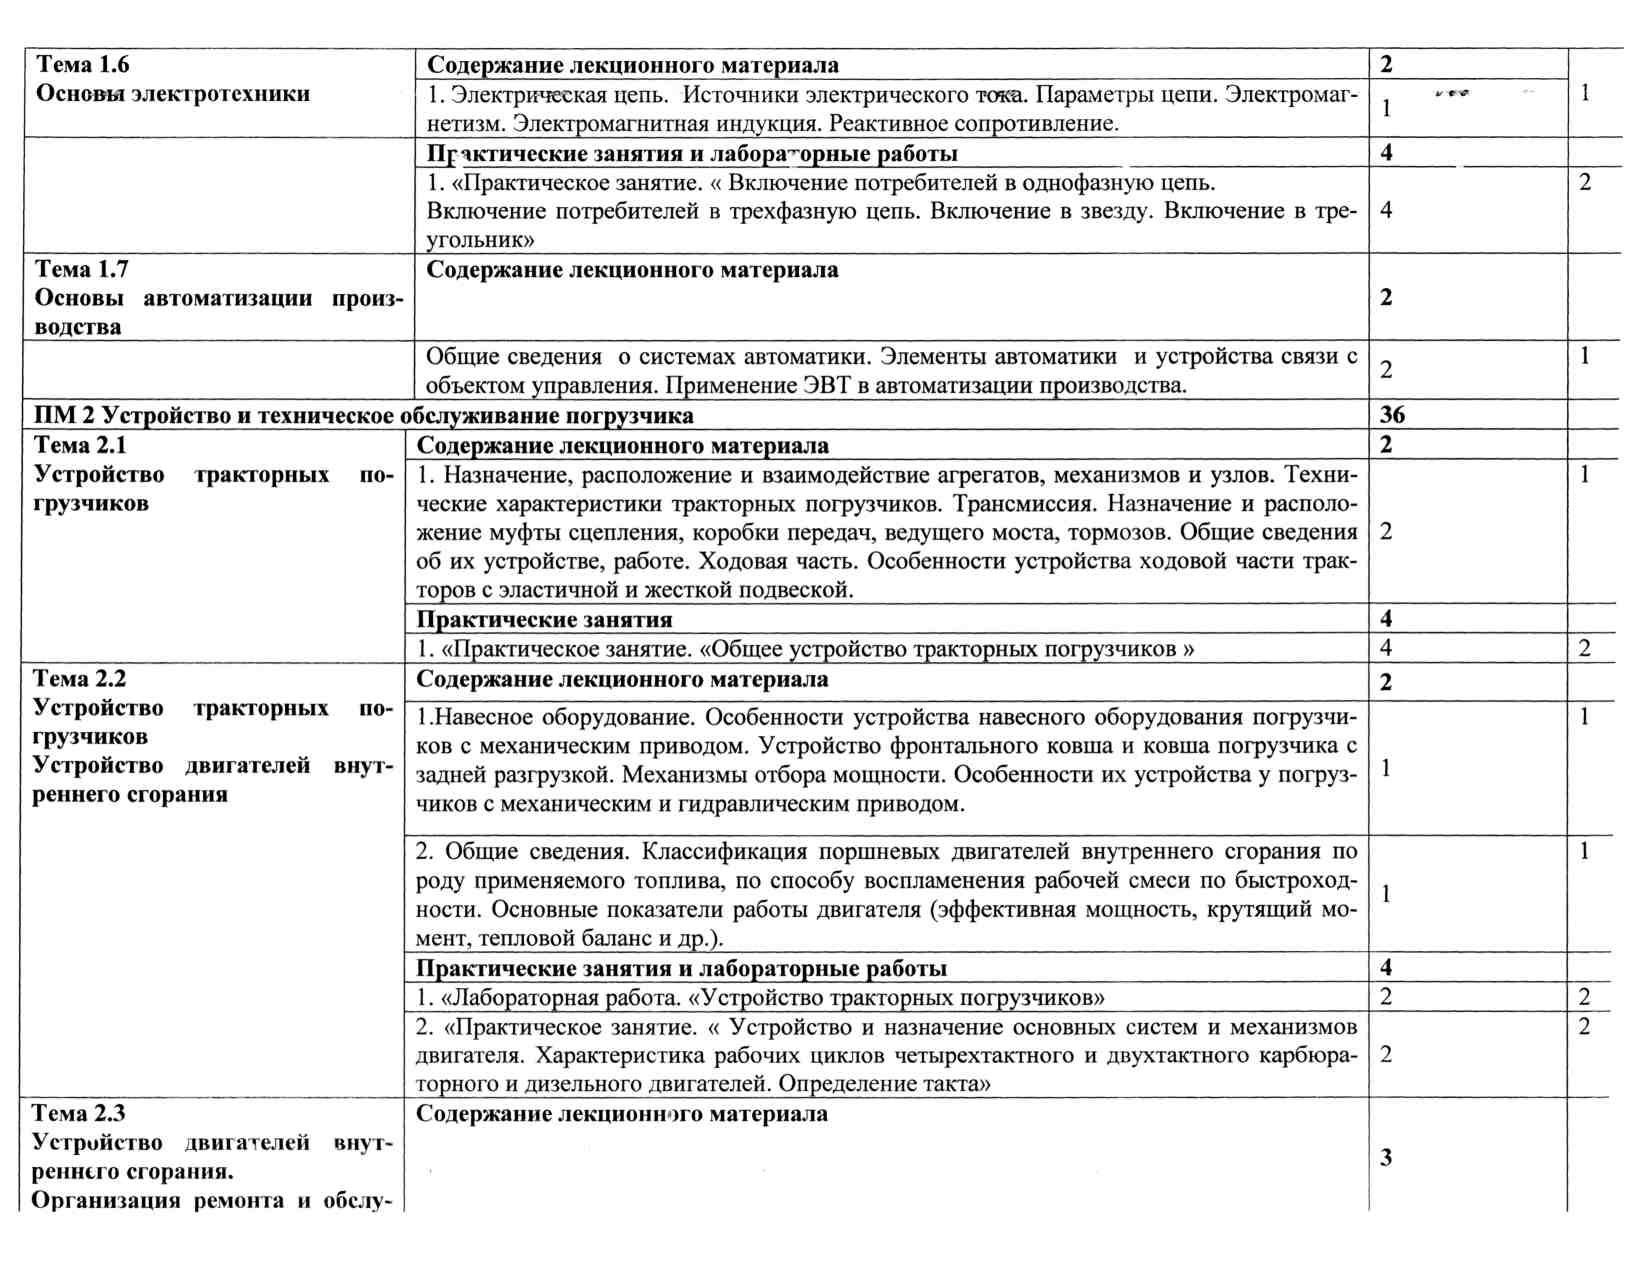 Тема 1.6
Основы электротехники
Содержание лекционного материала
2
1. Электрическая цепь. Источники электрического тока. Параметры цепи. Электромаг-
нетизм. Электромагнитная индукция. Реактивное сопротивление.
1
1
Практические занятия и лабораторные работы
4
1. «Практическое занятие. « Включение потребителей в однофазную цепь.
Включение потребителей в трехфазную цепь. Включение в звезду. Включение в тре-
угольник»
4
2
Тема 1.7
Основы автоматизации произ-
водства
Содержание лекционного материала
2
Общие сведения о системах автоматики. Элементы автоматики и устройства связи с
объектом управления. Применение ЭВТ в автоматизации производства.
2
1
ПМ 2 Устройство и техническое обслуживание погрузчика
36
Тема 2.1
Устройство тракторных по-
грузчиков
Содержание лекционного материала
2
1. Назначение, расположение и взаимодействие агрегатов, механизмов и узлов. Техни-
ческие характеристики тракторных погрузчиков. Трансмиссия. Назначение и располо-
жение муфты сцепления, коробки передач, ведущего моста, тормозов. Общие сведения
об их устройстве, работе. Ходовая часть. Особенности устройства ходовой части трак-
торов с эластичной и жесткой подвеской.
2
1
Практические занятия
4
1. «Практическое занятие. «Общее устройство тракторных погрузчиков »
4
2
Тема 2.2
Устройство тракторных по-
грузчиков
Устройство двигателей внут-
реннего сгорания
Содержание лекционного материала
2
1.Навесное оборудование. Особенности устройства навесного оборудования погрузчи-
ков с механическим приводом. Устройство фронтального ковша и ковша погрузчика с
задней разгрузкой. Механизмы отбора мощности. Особенности их устройства у погруз-
чиков с механическим и гидравлическим приводом.
1
1
2. Общие сведения. Классификация поршневых двигателей внутреннего сгорания по
роду применяемого топлива, по способу воспламенения рабочей смеси по быстроход-
ности. Основные показатели работы двигателя (эффективная мощность, крутящий мо-
мент, тепловой баланс и др.).
1
1
Практические занятия и лабораторные работы
4
1. «Лабораторная работа. «Устройство тракторных погрузчиков»
2
2
2. «Практическое занятие. « Устройство и назначение основных систем и механизмов
двигателя. Характеристика рабочих циклов четырехтактного и двухтактного карбюра-
торного и дизельного двигателей. Определение такта»
2
2
Тема 2.3
Устройство двигателей внут-
реннего сгорания.
Организация ремонта и обслу-
Содержание лекционного материала
3